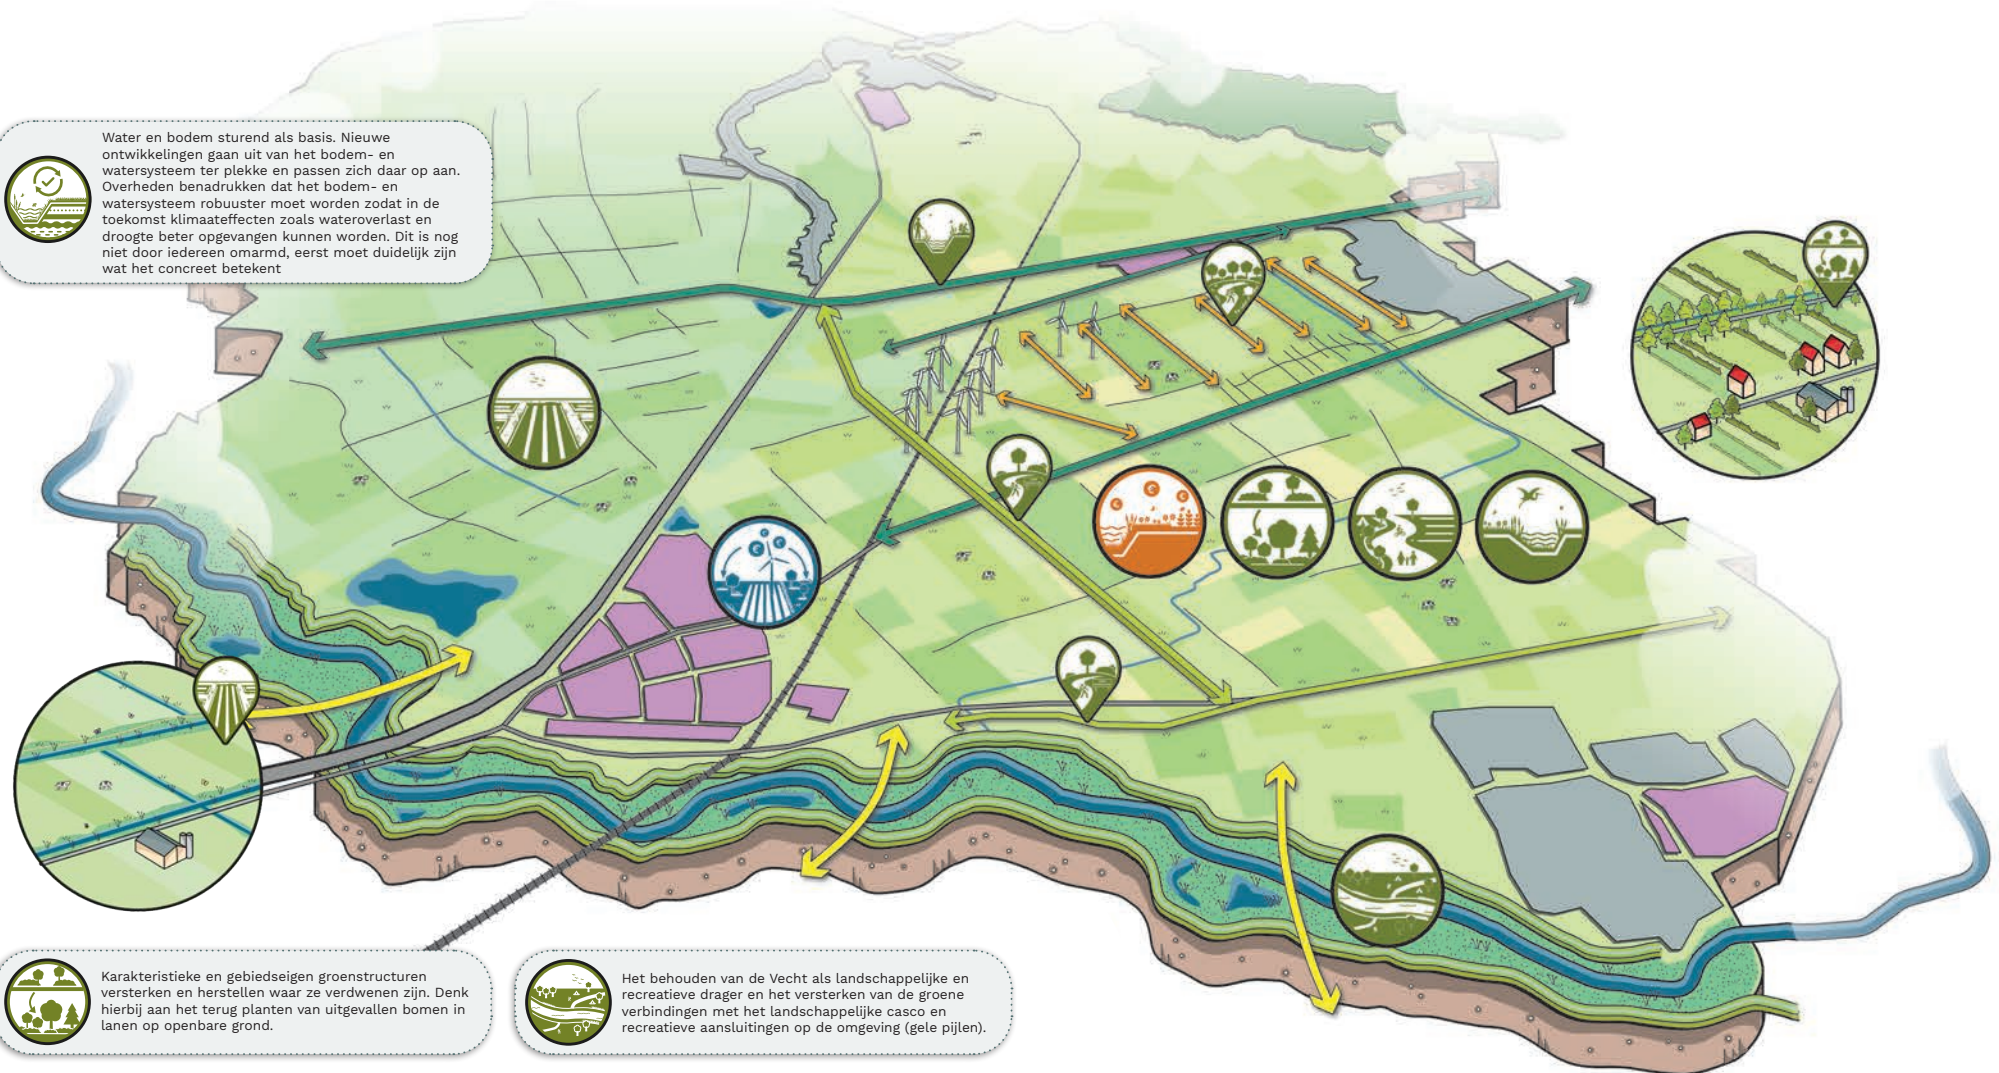 Water en bodem sturend als basis. Nieuwe
ontwikkelingen gaan uit van het bodem- en
watersysteem ter plekke en passen zich daar op aan.
Overheden benadrukken dat het bodem- en
watersysteem robuuster moet worden zodat in de
toekomst klimaateffecten zoals wateroverlast en
droogte beter opgevangen kunnen worden. Dit is nog
niet door iedereen omarmd, eerst moet duidelijk zijn
wat het concreet betekent
Karakteristieke en gebiedseigen groenstructuren
versterken en herstellen waar ze verdwenen zijn. Denk
hierbij aan het terug planten van uitgevallen bomen in
lanen op openbare grond.
Het behouden van de Vecht als landschappelijke en
recreatieve drager en het versterken van de groene
verbindingen met het landschappelijke casco en
recreatieve aansluitingen op de omgeving (gele pijlen).